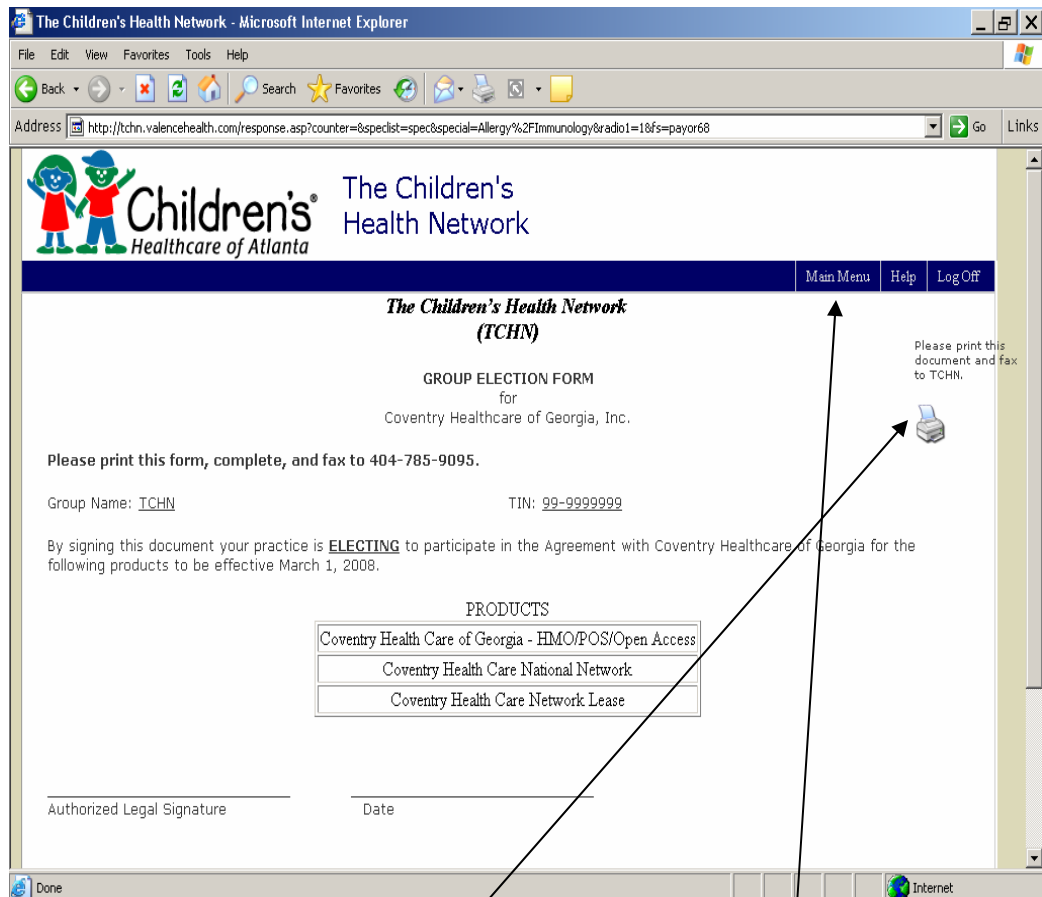 The Children's Health Network - Microsoft Internet Explorer
File Edit View Favorites Tools Help
Back Search Favorites
Address http://tchn.valencehealth.com/response.asp?counter=&speclist=spec&special=Allergy%2FImmunology&radio1=1&fs=payor68 Go Links
Children's®
Healthcare of Atlanta
The Children's
Health Network
Main Menu Help Log Off
The Children's Health Network
(TCHN)
Please print this
document and fax
to TCHN.
GROUP ELECTION FORM
for
Coventry Healthcare of Georgia, Inc.
Please print this form, complete, and fax to 404-785-9095.
Group Name: TCHN TIN: 99-9999999
By signing this document your practice is ELECTING to participate in the Agreement with Coventry Healthcare of Georgia for the
following products to be effective March 1, 2008.
PRODUCTS
Coventry Health Care of Georgia - HMO/POS/Open Access
Coventry Health Care National Network
Coventry Health Care Network Lease
Authorized Legal Signature Date
Done Internet